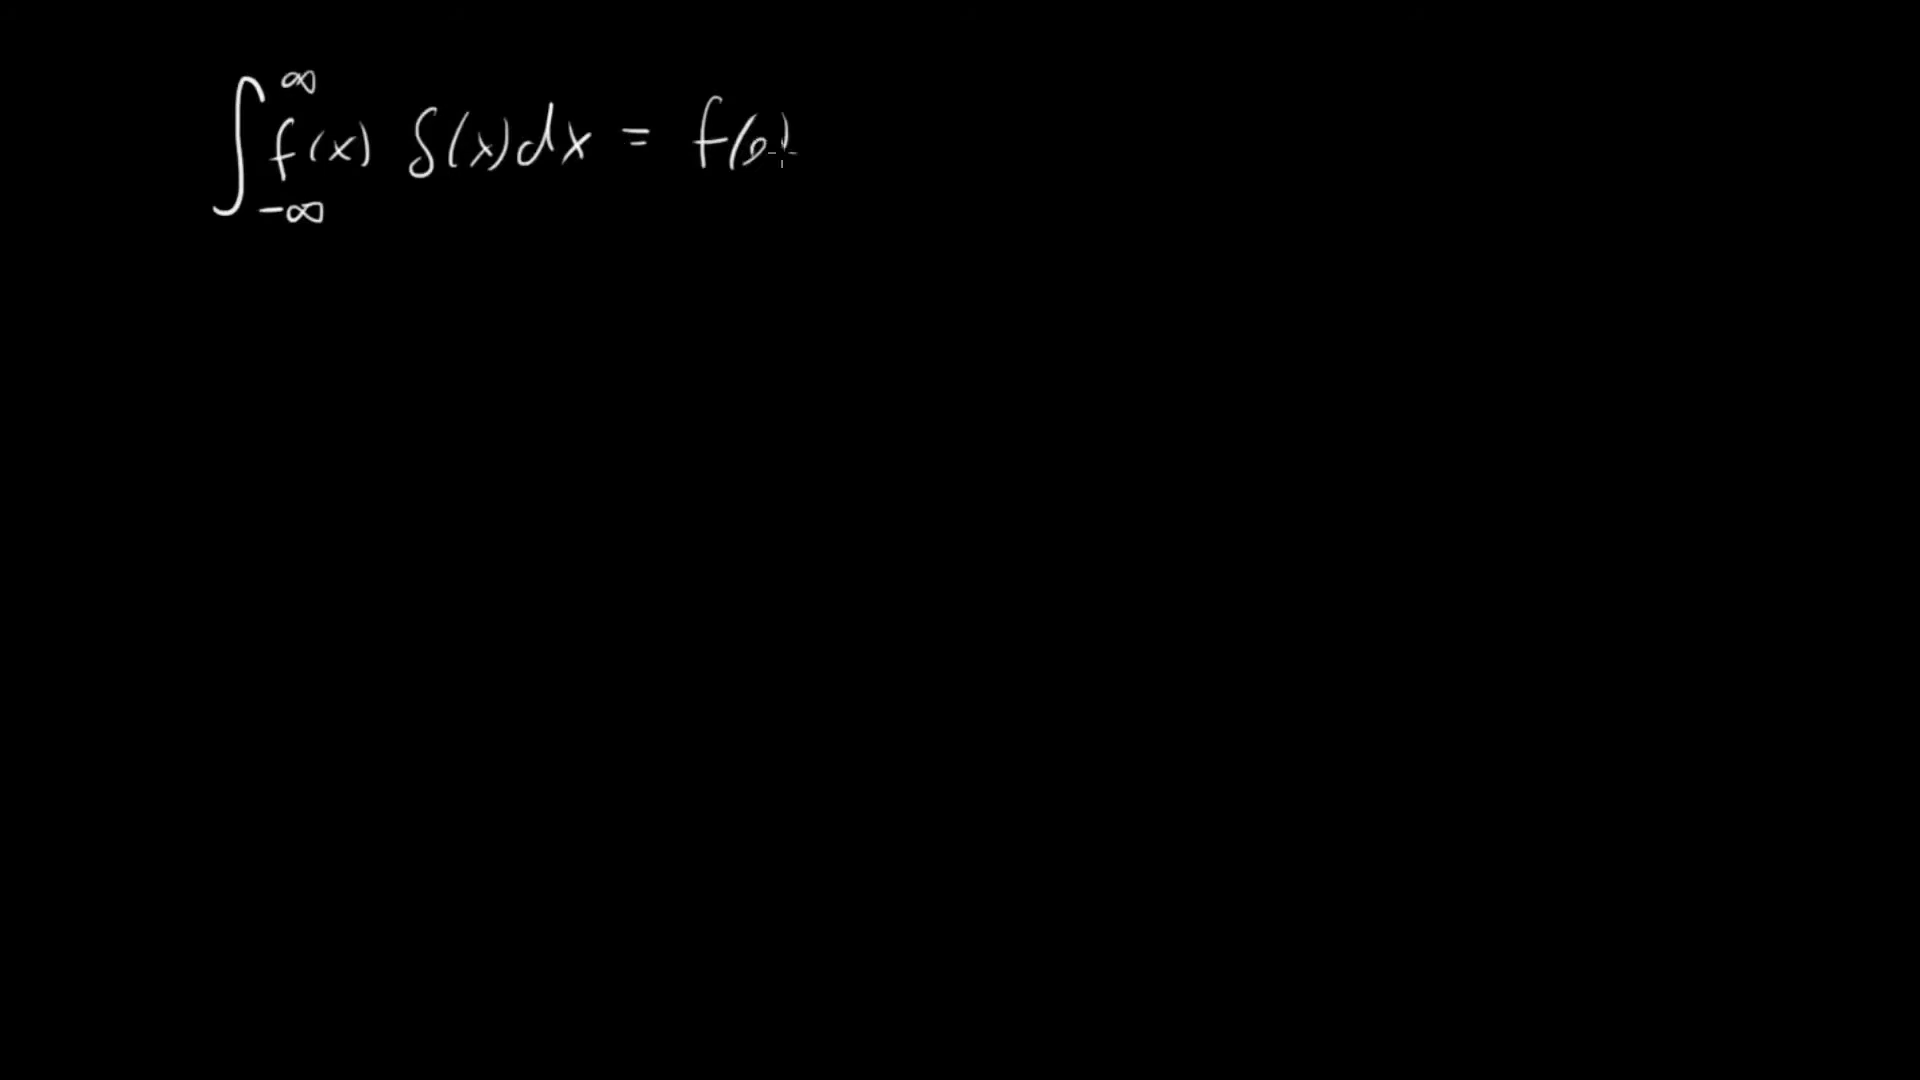 ∫_{-∞}^{∞} f(x) δ(x)dx = f(0)